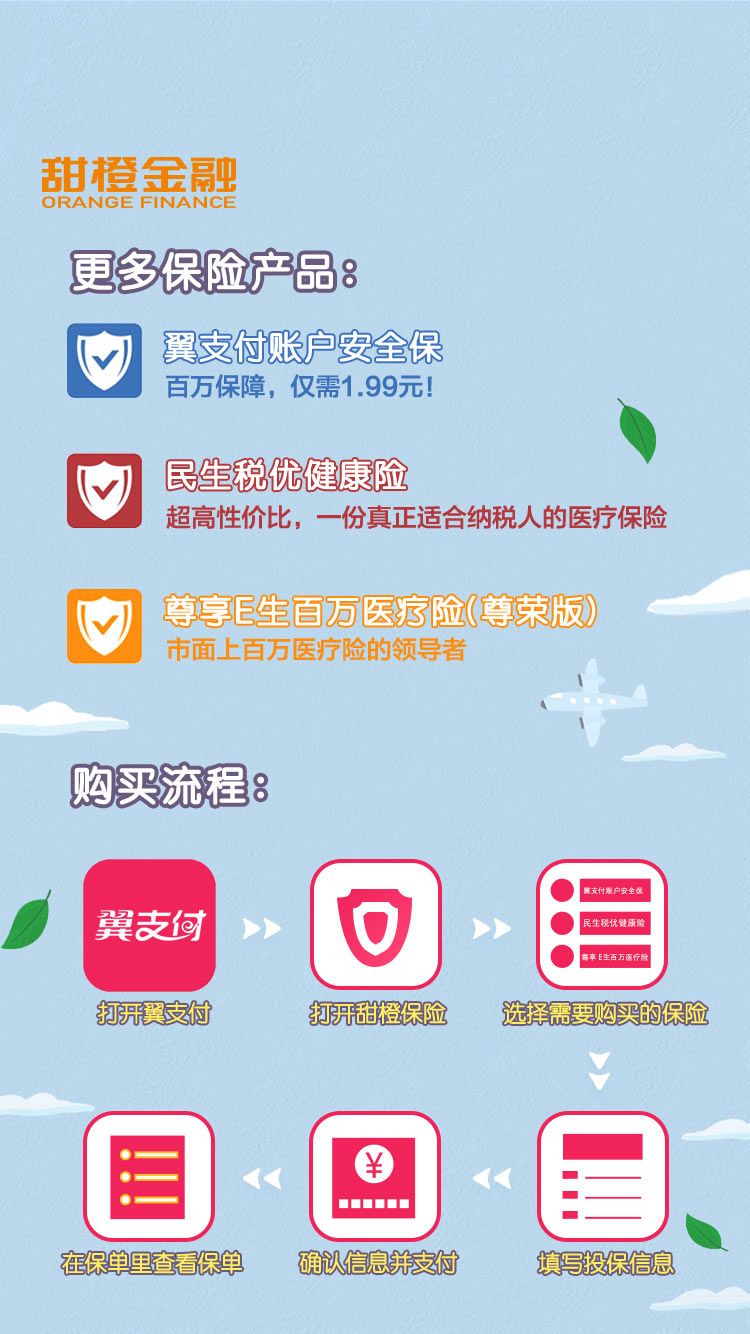 甜橙金融
ORANGE FINANCE
更多保险产品：
翼支付账户安全保
百万保障，仅需1.99元！
民生税优健康险
超高性价比，一份真正适合纳税人的医疗保险
尊享E生百万医疗险(尊荣版)
市面上百万医疗险的领导者
购买流程：
翼支付
翼支付账户安全保
民生税优健康险
尊享E生百万医疗险
打开翼支付
打开甜橙保险
选择需要购买的保险
¥
在保单里查看保单
确认信息并支付
填写投保信息